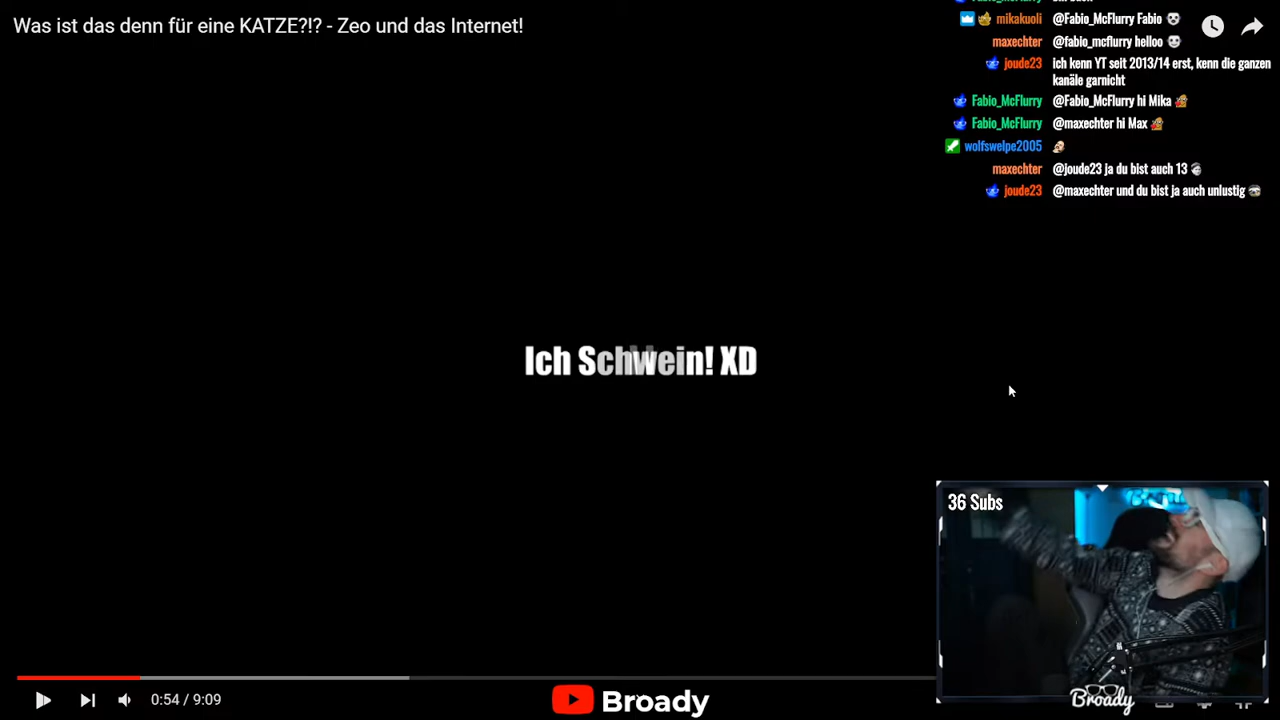 Was ist das denn für eine KATZE?!? - Zeo und das Internet!
mikakuoli @Fabio_McFlurry Fabio
maxechter @fabio_mcflurry helloo
joude23 ich kenn YT seit 2013/14 erst, kenn die ganzen
kanäle garnicht
Fabio_McFlurry @Fabio_McFlurry hi Mika
Fabio_McFlurry @maxechter hi Max
wolfswelpe2005
maxechter @joude23 ja du bist auch 13
joude23 @maxechter und du bist ja auch unlustig
Ich Schwein! XD
36 Subs
Broady
0:54 / 9:09
Broady